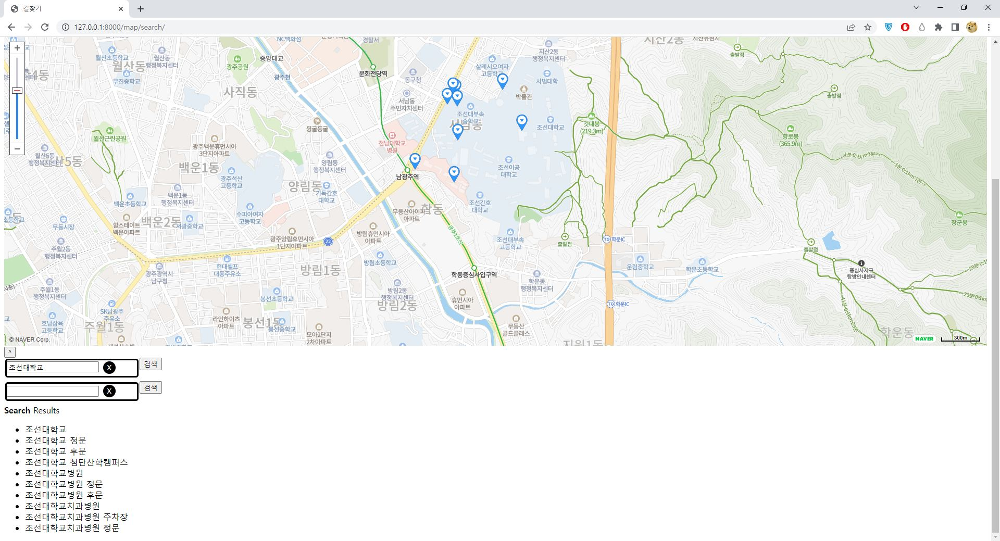 길찾기
127.0.0.1:8000/map/search/
NC백화점
경찰서
지산2동
지산유원지
출발점
월산초등학교
월산동
행정복지센터
월산동
무진중학교
광주공원
중앙대교
광주천
문화전당역
동구청
살레시오여자
고등학교
지산2동
행정복지센터
사범대학
박물관
출발점
사직동
서남동
주민자치센터
조선대부속
중학교
서남동
조선대학교
깃대봉
(219.3m)
향로봉
(365.9m)
뒹굴동굴
월산근린공원
광주백운휴먼시아
3단지아파트
전남대학교
병원
월산5동
행정복지센터
백운1동
양림동
행정복지센터
조선이공
대학교
광주석산
고등학교
남광주역
양림동
기독간호
대학교
백운1동
행정복지센터
백운초등학교
수피아여자
고등학교
무등산아이파크
아파트
학동
조선간호
대학교
장군봉
무등시장
힐스테이트
백운아파트
백운2동
서광중학교
광주1호선
22
광주양림휴먼시아
1단지아파트
방림휴먼시아
아파트
조선대부속
고등학교
출발점
TG 학운IC
출발점
주월2동
행정복지센터
현대셀프
대동주유소
방림초등학교
방림1동
운림중학교
학운초등학교
증심사지구
탐방안내센터
광주광역시
남구청
학동증심사입구역
학운동
행정복지센터
주월1동
행정복지센터
봉선초등학교
방림2동
행정복지센터
방림2동
휴먼시아
아파트
TG 학운IC
SK남광주
주유소
라인하이츠
아파트
호남삼육
고등학교
주월1동
봉선1동
봉선중학교
모아2단지
2차아파트
무등산
골드클래스
지원1동
학운동
© NAVER Corp.
NAVER
300m
^
조선대학교 X 검색
X 검색
Search Results
조선대학교
조선대학교 정문
조선대학교 후문
조선대학교 첨단산학캠퍼스
조선대학교병원
조선대학교병원 정문
조선대학교병원 후문
조선대학교치과병원
조선대학교치과병원 주차장
조선대학교치과병원 정문